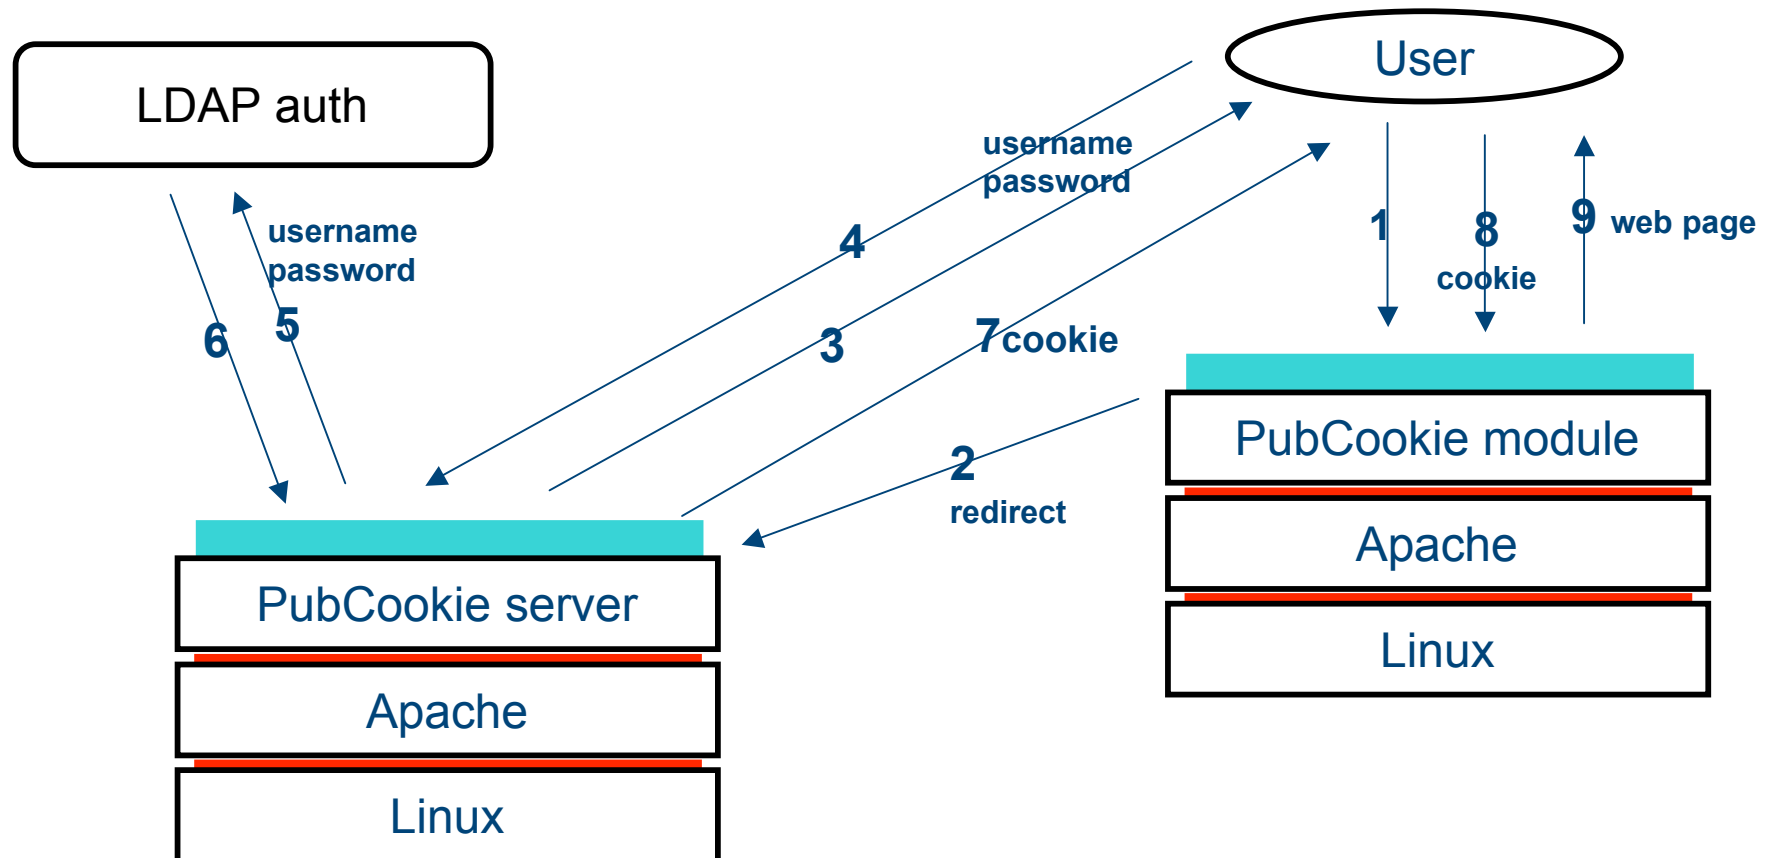 User
LDAP auth
username
password
username
password
1
8
9 web page
4
cookie
6
5
3
7cookie
PubCookie module
2
redirect
Apache
PubCookie server
Linux
Apache
Linux